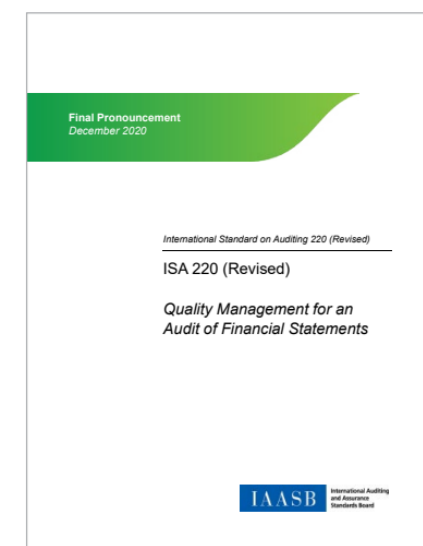 Final Pronouncement
December 2020
International Standard on Auditing 220 (Revised)
ISA 220 (Revised)
Quality Management for an
Audit of Financial Statements
IAASB
International Auditing
and Assurance
Standards Board